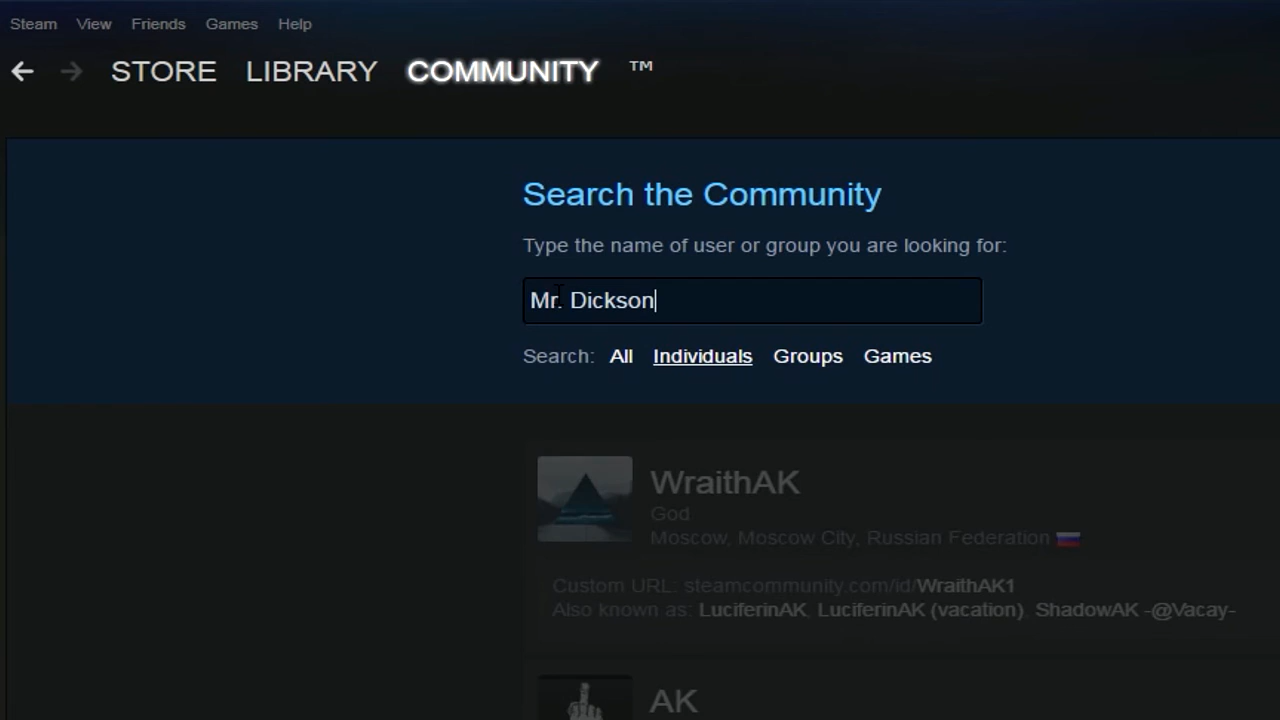 Steam View Friends Games Help
STORE LIBRARY COMMUNITY ™
Search the Community
Type the name of user or group you are looking for:
Mr. Dickson
Search: All Individuals Groups Games
WraithAK
God
Moscow, Moscow City, Russian Federation
Custom URL: steamcommunity.com/id/WraithAK1
Also known as: LuciferinAK, LuciferinAK (vacation), ShadowAK -@Vacay-
AK